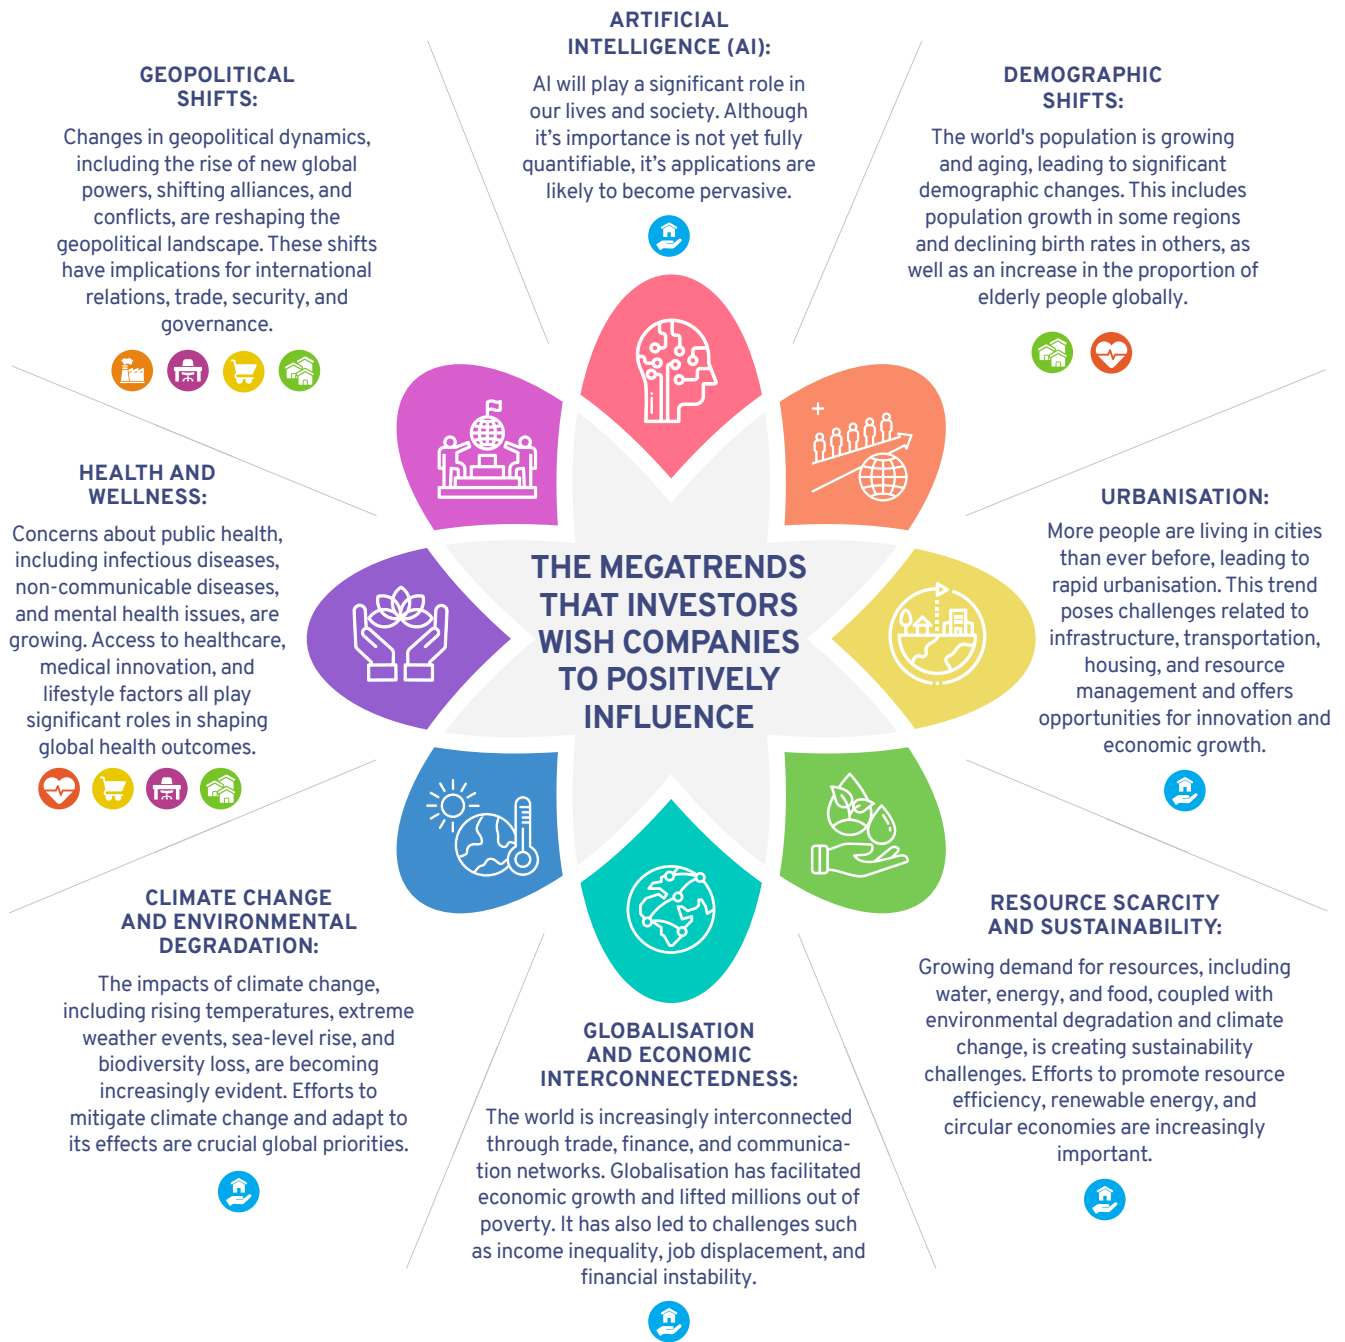 ARTIFICIAL
INTELLIGENCE (AI):
AI will play a significant role in
our lives and society. Although
it’s importance is not yet fully
quantifiable, it’s applications are
likely to become pervasive.
DEMOGRAPHIC
SHIFTS:
The world's population is growing
and aging, leading to significant
demographic changes. This includes
population growth in some regions
and declining birth rates in others, as
well as an increase in the proportion of
elderly people globally.
URBANISATION:
More people are living in cities
than ever before, leading to
rapid urbanisation. This trend
poses challenges related to
infrastructure, transportation,
housing, and resource
management and offers
opportunities for innovation and
economic growth.
RESOURCE SCARCITY
AND SUSTAINABILITY:
Growing demand for resources, including
water, energy, and food, coupled with
environmental degradation and climate
change, is creating sustainability
challenges. Efforts to promote resource
efficiency, renewable energy, and
circular economies are increasingly
important.
GLOBALISATION
AND ECONOMIC
INTERCONNECTEDNESS:
The world is increasingly interconnected
through trade, finance, and communica-
tion networks. Globalisation has facilitated
economic growth and lifted millions out of
poverty. It has also led to challenges such
as income inequality, job displacement, and
financial instability.
CLIMATE CHANGE
AND ENVIRONMENTAL
DEGRADATION:
The impacts of climate change,
including rising temperatures, extreme
weather events, sea-level rise, and
biodiversity loss, are becoming
increasingly evident. Efforts to
mitigate climate change and adapt to
its effects are crucial global priorities.
HEALTH AND
WELLNESS:
Concerns about public health,
including infectious diseases,
non-communicable diseases,
and mental health issues, are
growing. Access to healthcare,
medical innovation, and
lifestyle factors all play
significant roles in shaping
global health outcomes.
GEOPOLITICAL
SHIFTS:
Changes in geopolitical dynamics,
including the rise of new global
powers, shifting alliances, and
conflicts, are reshaping the
geopolitical landscape. These shifts
have implications for international
relations, trade, security, and
governance.
THE MEGATRENDS
THAT INVESTORS
WISH COMPANIES
TO POSITIVELY
INFLUENCE